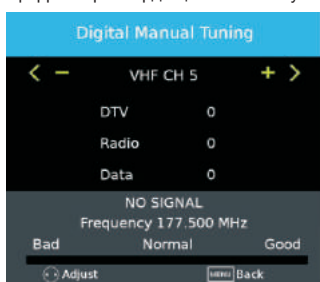 Digital Manual Tuning
< − VHF CH 5 + >
DTV 0
Radio 0
Data 0
NO SIGNAL
Frequency 177.500 MHz
Bad Normal Good
Adjust MENU Back